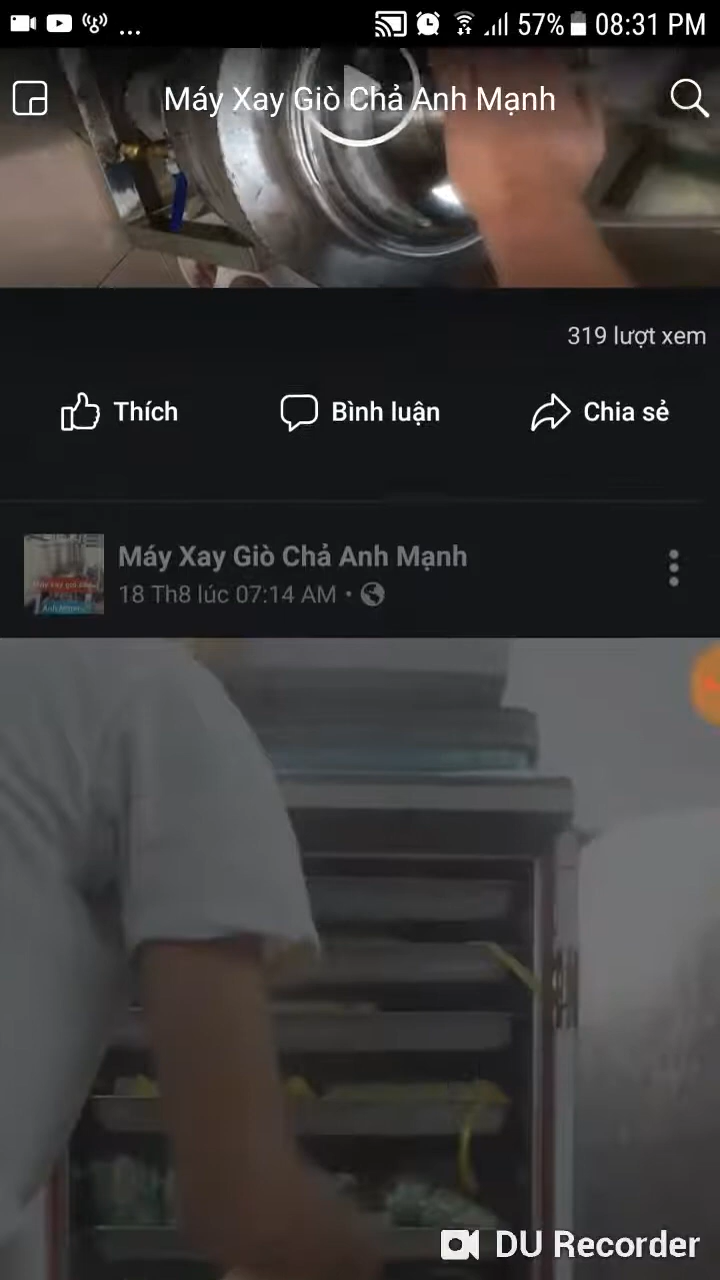 ... 57% 08:31 PM
Máy Xay Giò Chả Anh Mạnh
319 lượt xem
Thích Bình luận Chia sẻ
Máy Xay Giò Chả Anh Mạnh
18 Th8 lúc 07:14 AM •
DU Recorder